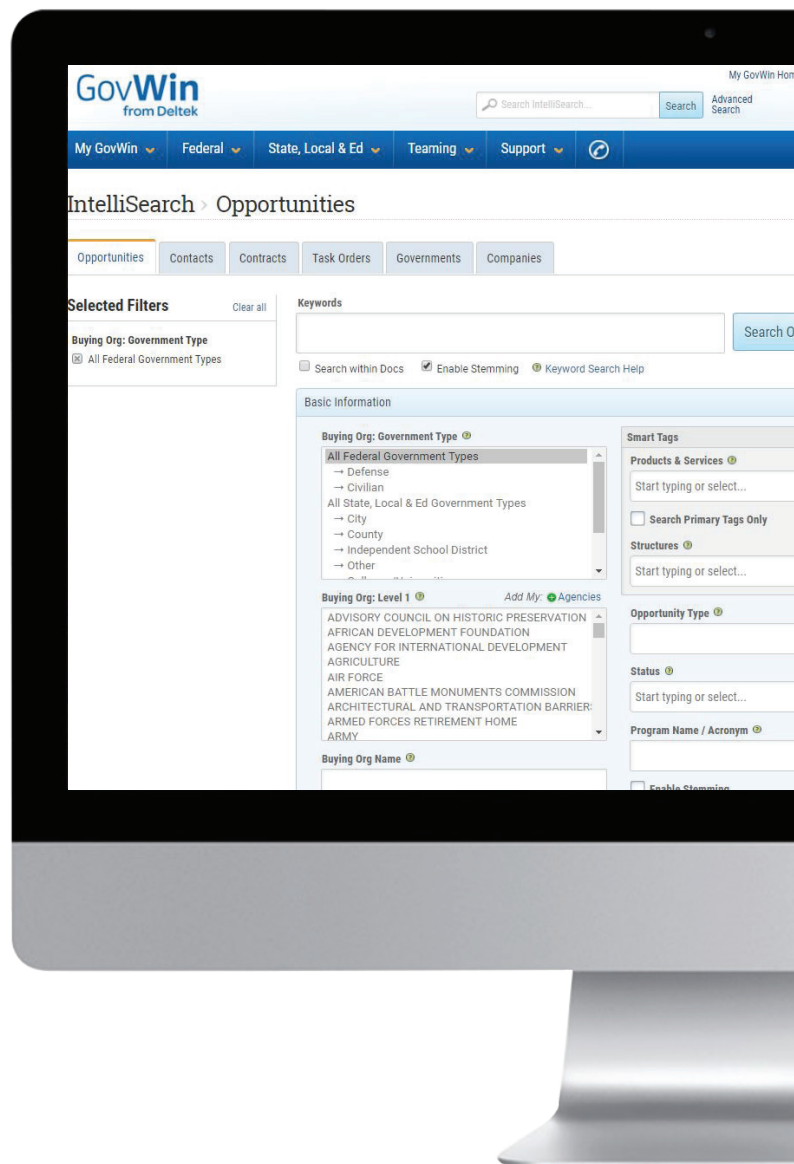 GovWin
from Deltek
My GovWin Hom
Search IntelliSearch...
Search
Advanced
Search
My GovWin
Federal
State, Local & Ed
Teaming
Support
IntelliSearch › Opportunities
Opportunities
Contacts
Contracts
Task Orders
Governments
Companies
Selected Filters
Clear all
Buying Org: Government Type
All Federal Government Types
Keywords
Search O
Search within Docs
Enable Stemming
Keyword Search Help
Basic Information
Buying Org: Government Type
All Federal Government Types
→ Defense
→ Civilian
All State, Local & Ed Government Types
→ City
→ County
→ Independent School District
→ Other
Buying Org: Level 1
Add My: Agencies
ADVISORY COUNCIL ON HISTORIC PRESERVATION
AFRICAN DEVELOPMENT FOUNDATION
AGENCY FOR INTERNATIONAL DEVELOPMENT
AGRICULTURE
AIR FORCE
AMERICAN BATTLE MONUMENTS COMMISSION
ARCHITECTURAL AND TRANSPORTATION BARRIERS
ARMED FORCES RETIREMENT HOME
ARMY
Buying Org Name
Smart Tags
Products & Services
Start typing or select...
Search Primary Tags Only
Structures
Start typing or select...
Opportunity Type
Status
Start typing or select...
Program Name / Acronym
Enable Stemming